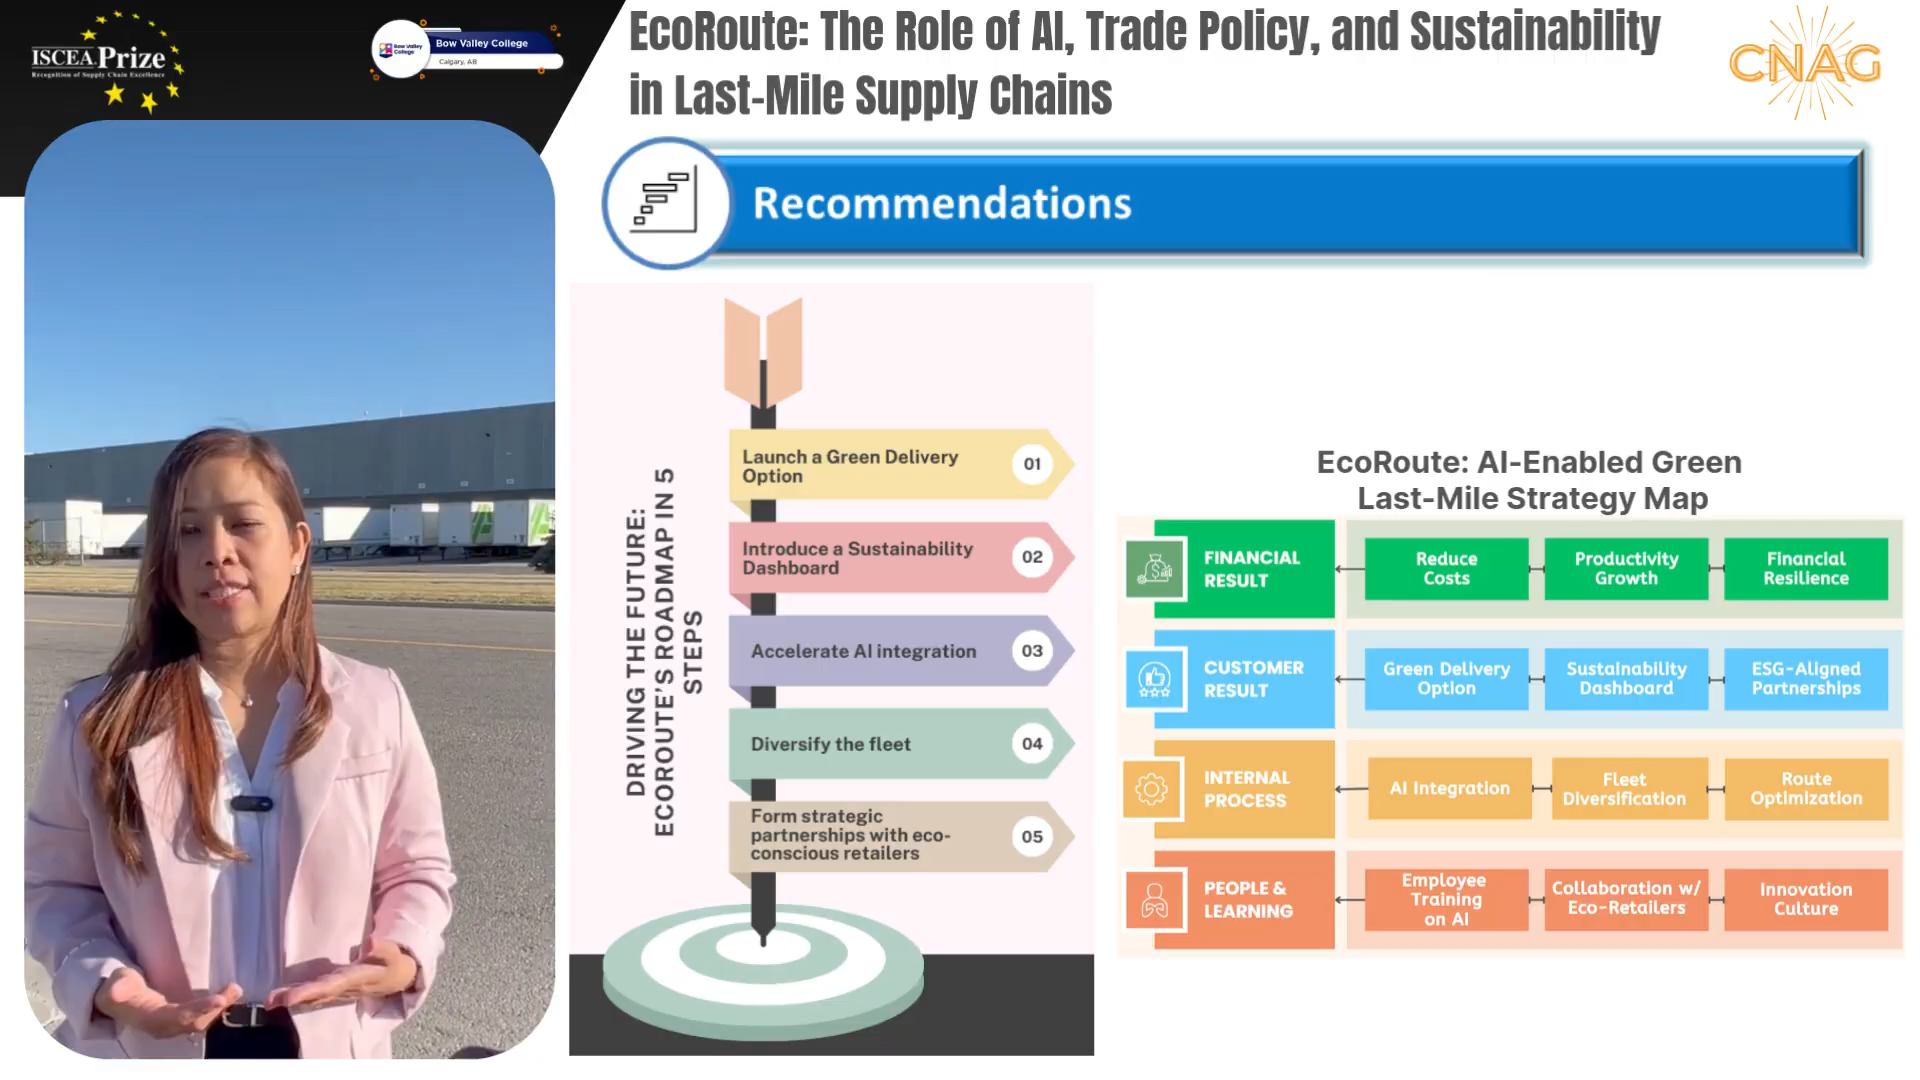 ISCEA Prize
Recognition of Supply Chain Excellence
Bow Valley College
Bow Valley College
Calgary, AB
EcoRoute: The Role of AI, Trade Policy, and Sustainability
in Last-Mile Supply Chains
CNAG
Recommendations
DRIVING THE FUTURE:
ECOROUTE'S ROADMAP IN 5
STEPS
Launch a Green Delivery
Option
01
Introduce a Sustainability
Dashboard
02
Accelerate AI integration
03
Diversify the fleet
04
Form strategic
partnerships with eco-
conscious retailers
05
EcoRoute: AI-Enabled Green
Last-Mile Strategy Map
FINANCIAL
RESULT
Reduce
Costs
Productivity
Growth
Financial
Resilience
CUSTOMER
RESULT
Green Delivery
Option
Sustainability
Dashboard
ESG-Aligned
Partnerships
INTERNAL
PROCESS
AI Integration
Fleet
Diversification
Route
Optimization
PEOPLE &
LEARNING
Employee
Training
on AI
Collaboration w/
Eco-Retailers
Innovation
Culture